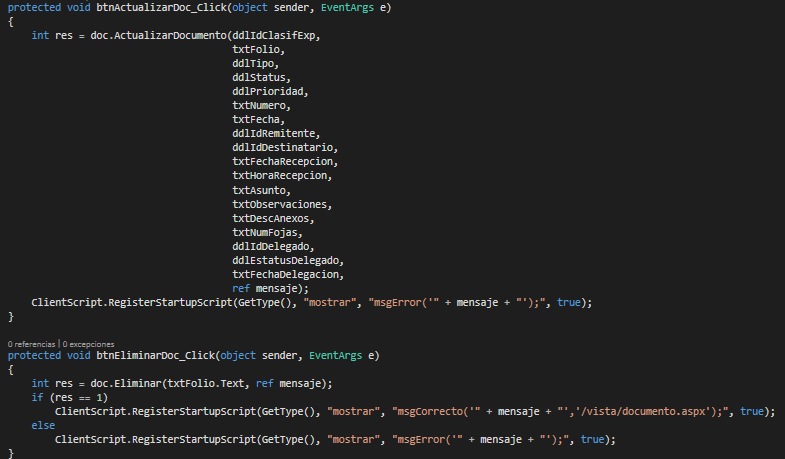 protected void btnActualizarDoc_Click(object sender, EventArgs e)
{
int res = doc.ActualizarDocumento(ddlIdClasifExp,
txtFolio,
ddlTipo,
ddlStatus,
ddlPrioridad,
txtNumero,
txtFecha,
ddlIdRemitente,
ddlIdDestinatario,
txtFechaRecepcion,
txtHoraRecepcion,
txtAsunto,
txtObservaciones,
txtDescAnexos,
txtNumFojas,
ddlIdDelegado,
ddlEstatusDelegado,
txtFechaDelegacion,
ref mensaje);
ClientScript.RegisterStartupScript(GetType(), "mostrar", "msgError('" + mensaje + "');", true);
}
0 referencias | 0 excepciones
protected void btnEliminarDoc_Click(object sender, EventArgs e)
{
int res = doc.Eliminar(txtFolio.Text, ref mensaje);
if (res == 1)
ClientScript.RegisterStartupScript(GetType(), "mostrar", "msgCorrecto('" + mensaje + "','/vista/documento.aspx');", true);
else
ClientScript.RegisterStartupScript(GetType(), "mostrar", "msgError('" + mensaje + "');", true);
}